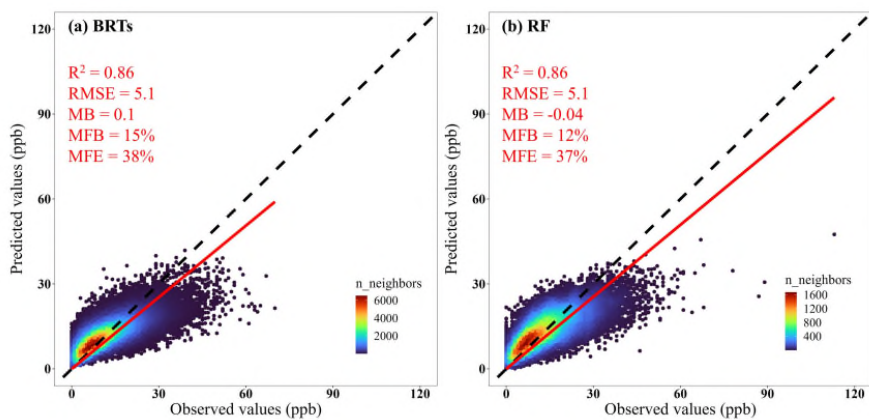 (a) BRTs
R² = 0.86
RMSE = 5.1
MB = 0.1
MFB = 15%
MFE = 38%
Predicted values (ppb)
120
90
60
30
0
n_neighbors
6000
4000
2000
0 30 60 90 120
Observed values (ppb)
(b) RF
R² = 0.86
RMSE = 5.1
MB = -0.04
MFB = 12%
MFE = 37%
Predicted values (ppb)
120
90
60
30
0
n_neighbors
1600
1200
800
400
0 30 60 90 120
Observed values (ppb)